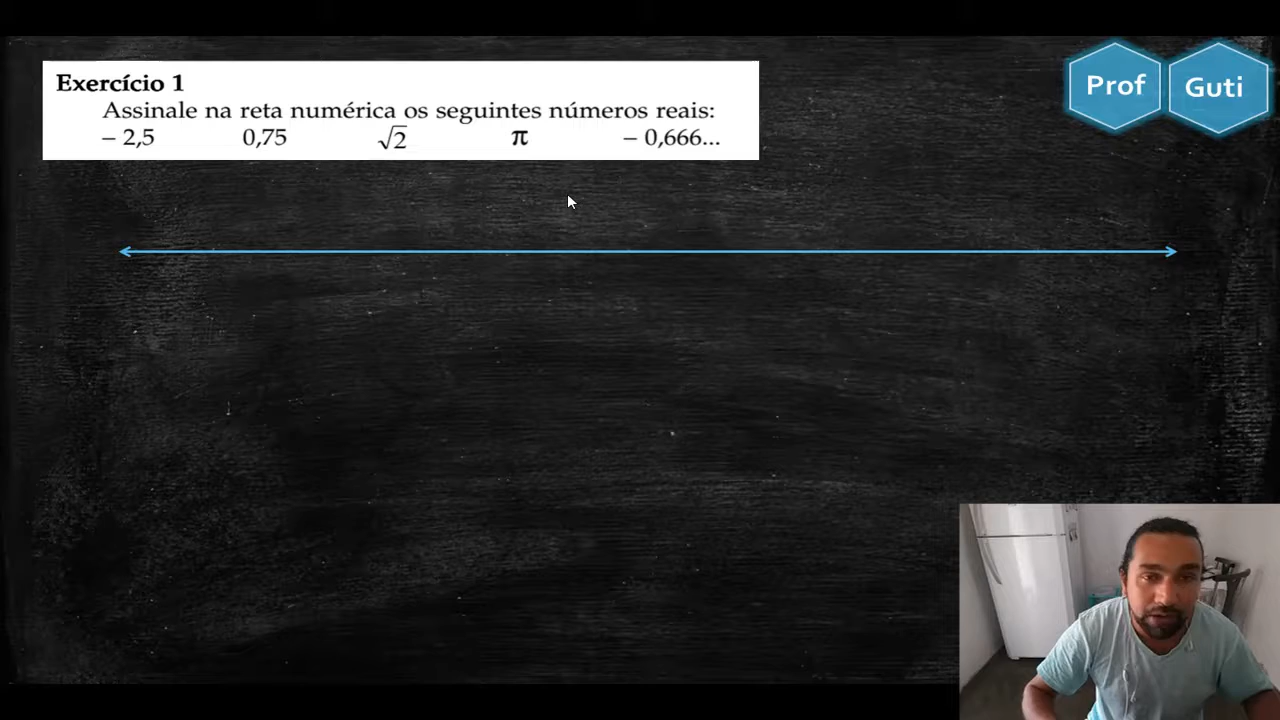 Exercício 1
Assinale na reta numérica os seguintes números reais:
– 2,5 0,75 √2 π – 0,666...
Prof Guti